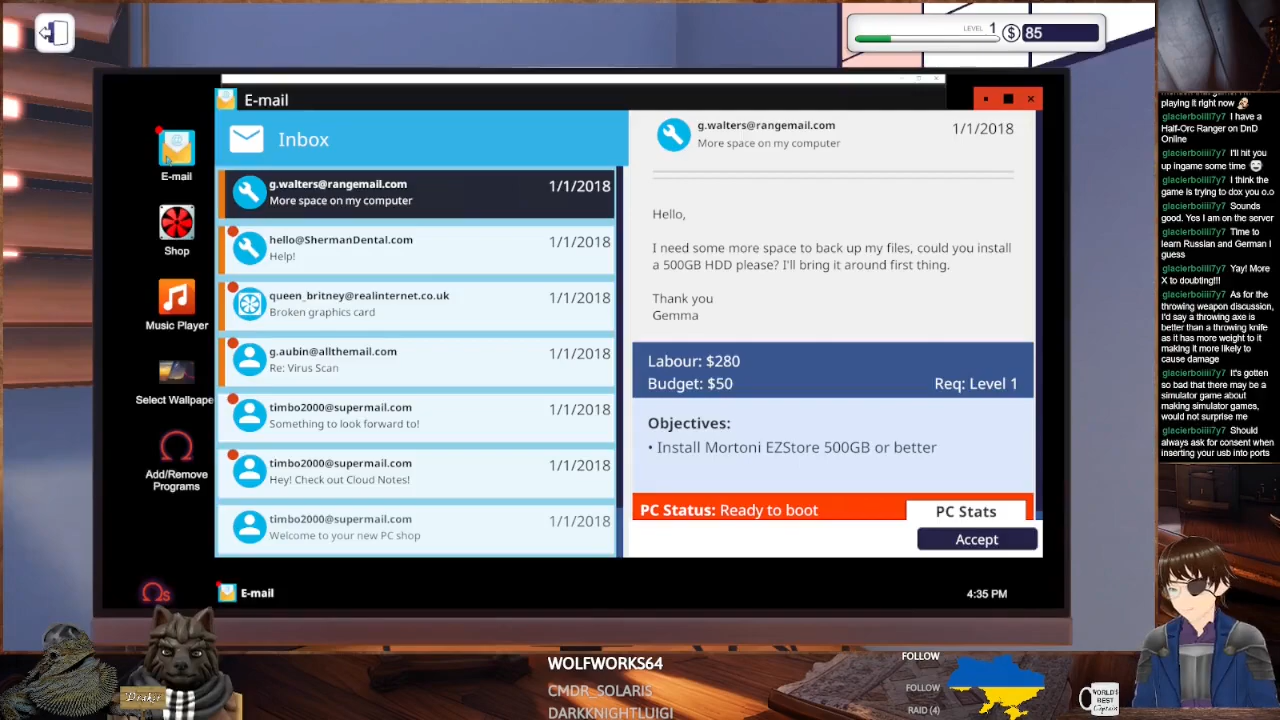 LEVEL 1
$ 85
E-mail
Inbox
g.walters@rangemail.com
1/1/2018
More space on my computer
hello@ShermanDental.com
1/1/2018
Help!
queen_britney@realinternet.co.uk
1/1/2018
Broken graphics card
g.aubin@allthemail.com
1/1/2018
Re: Virus Scan
timbo2000@supermail.com
1/1/2018
Something to look forward to!
timbo2000@supermail.com
1/1/2018
Hey! Check out Cloud Notes!
timbo2000@supermail.com
1/1/2018
Welcome to your new PC shop
g.walters@rangemail.com
1/1/2018
More space on my computer
Hello,
I need some more space to back up my files, could you install
a 500GB HDD please? I'll bring it around first thing.
Thank you
Gemma
Labour: $280
Budget: $50
Req: Level 1
Objectives:
• Install Mortoni EZStore 500GB or better
PC Status: Ready to boot
PC Stats
Accept
E-mail
Shop
Music Player
Select Wallpape
Add/Remove
Programs
E-mail
4:35 PM
playing it right now
glacierboiiii7y7 I have a
Half-Orc Ranger on DnD
Online
glacierboiiii7y7 I'll hit you
up ingame some time
glacierboiiii7y7 I think the
game is trying to dox you o.o
glacierboiiii7y7 Sounds
good. Yes I am on the server
glacierboiiii7y7 Time to
learn Russian and German I
guess
glacierboiiii7y7 Yay! More
X to doubting!!!
glacierboiiii7y7 As for the
throwing weapon discussion,
I'd say a throwing axe is
better than a throwing knife
as it has more weight to it
making it more likely to
cause damage
glacierboiiii7y7 It's gotten
so bad that there may be a
simulator game about
making simulator games,
would not surprise me
glacierboiiii7y7 Should
always ask for consent when
inserting your usb into ports
Drake
WOLFWORKS64
CMDR_SOLARIS
DARKKNIGHTLUIGI
FOLLOW
FOLLOW
RAID (4)
WORLD'S
BEST
Captain